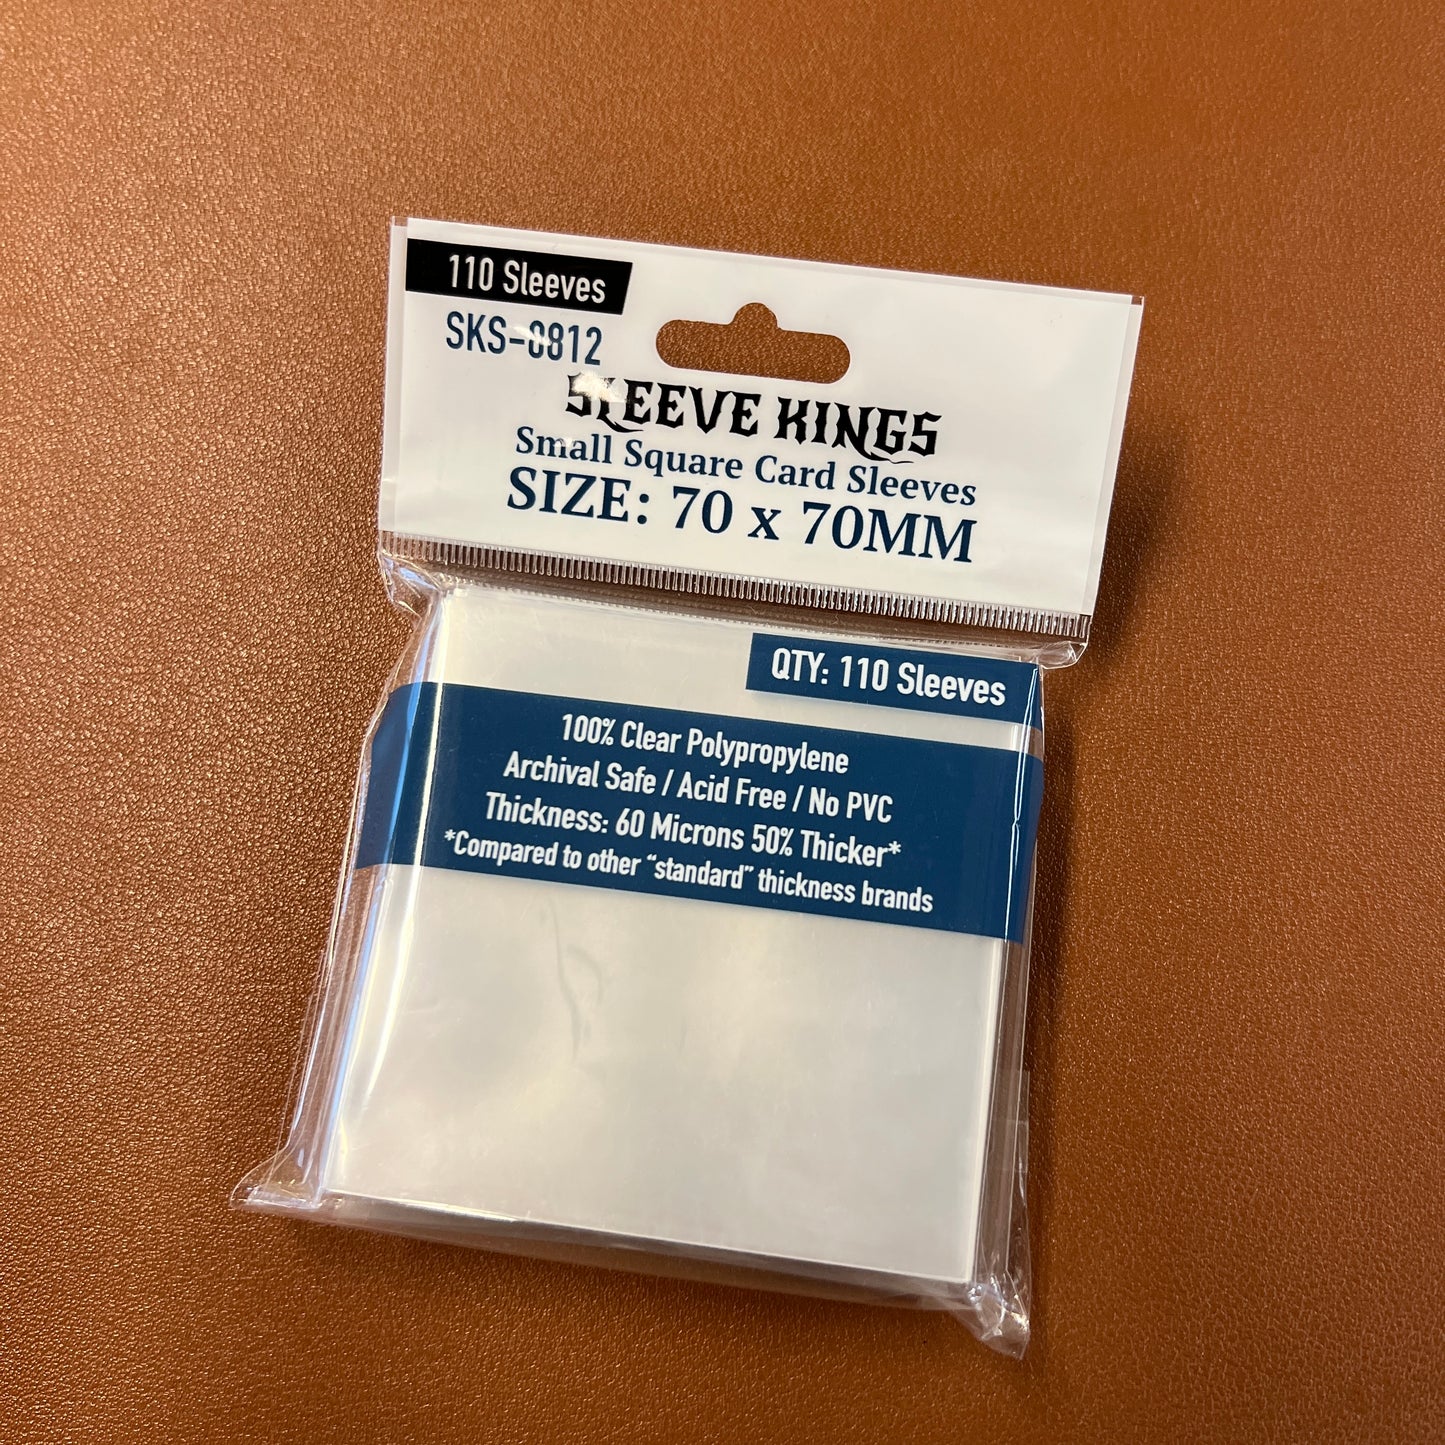 110 Sleeves
SKS-8812
SLEEVE KINGS
Small Square Card Sleeves
SIZE: 70 x 70MM
QTY: 110 Sleeves
100% Clear Polypropylene
Archival Safe / Acid Free / No PVC
Thickness: 60 Microns 50% Thicker*
*Compared to other “standard” thickness brands